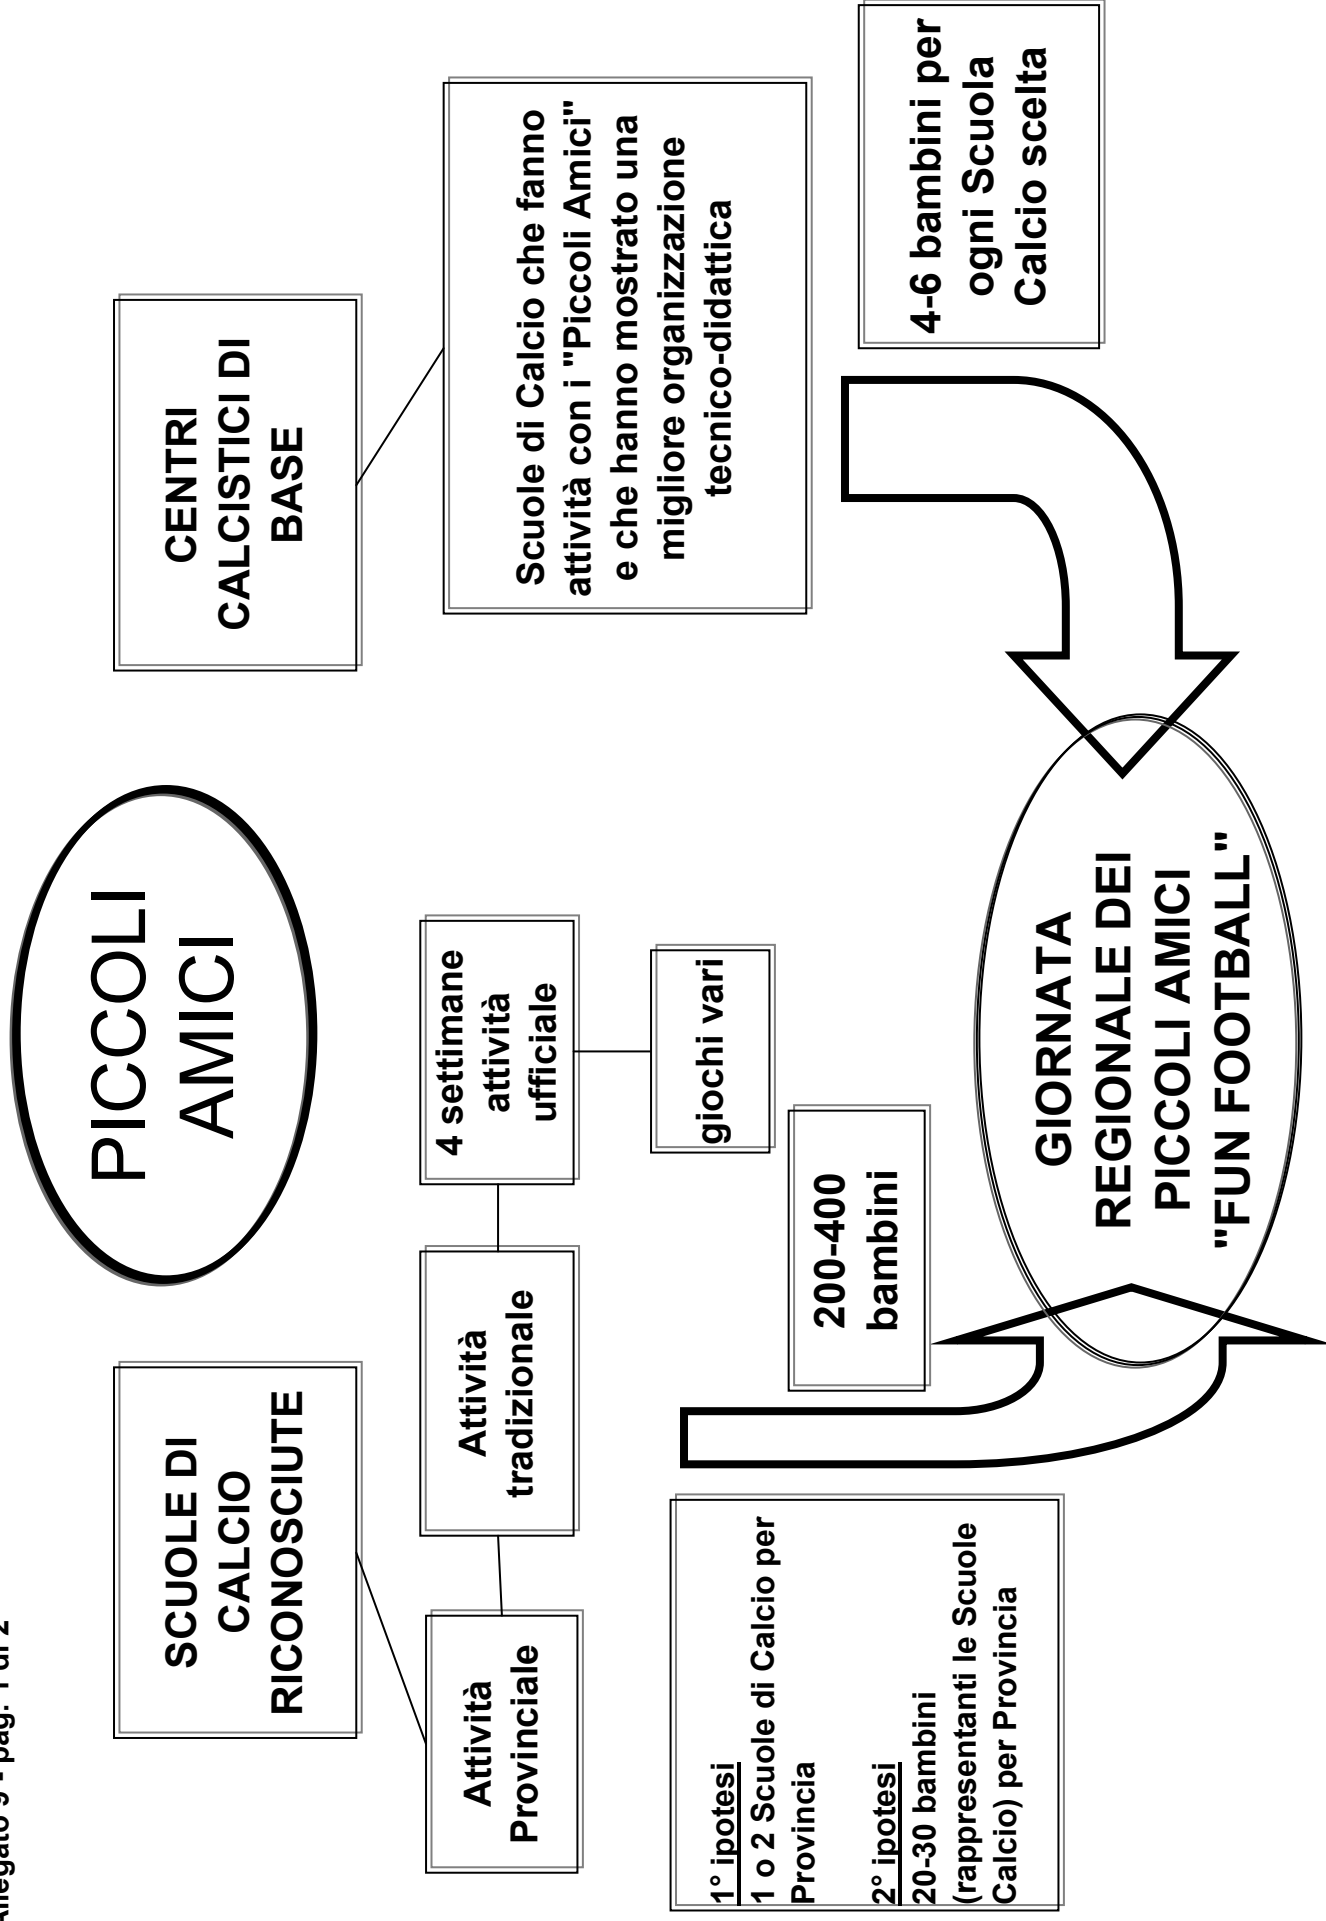 Allegato 9 - pag. 1 di 2
PICCOLI
AMICI
SCUOLE DI
CALCIO
RICONOSCIUTE
CENTRI
CALCISTICI DI
BASE
Attività
Provinciale
Attività
tradizionale
4 settimane
attività
ufficiale
giochi vari
Scuole di Calcio che fanno
attività con i "Piccoli Amici"
e che hanno mostrato una
migliore organizzazione
tecnico-didattica
1° ipotesi
1 o 2 Scuole di Calcio per
Provincia
2° ipotesi
20-30 bambini
(rappresentanti le Scuole
Calcio) per Provincia
200-400
bambini
4-6 bambini per
ogni Scuola
Calcio scelta
GIORNATA
REGIONALE DEI
PICCOLI AMICI
"FUN FOOTBALL"